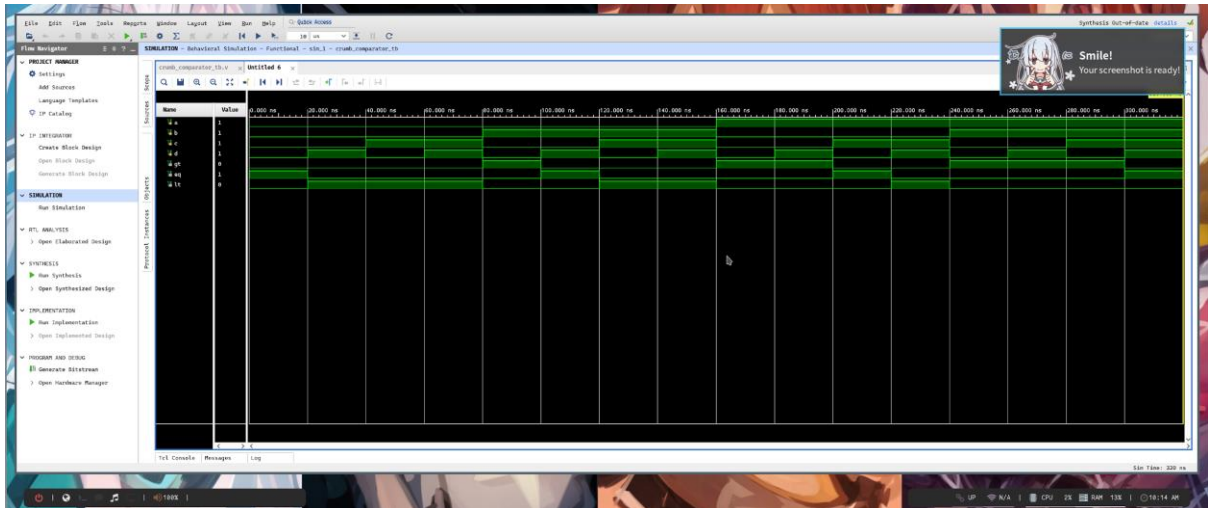 File Edit Flow Tools Reports Window Layout View Run Help Quick Access
Synthesis Out-of-date details
10 us
Flow Navigator
SIMULATION - Behavioral Simulation - Functional - sim_1 - crumb_comparator_tb
Smile!
Your screenshot is ready!
PROJECT MANAGER
Settings
Add Sources
Language Templates
IP Catalog
IP INTEGRATOR
Create Block Design
Open Block Design
Generate Block Design
SIMULATION
Run Simulation
RTL ANALYSIS
Open Elaborated Design
SYNTHESIS
Run Synthesis
Open Synthesized Design
IMPLEMENTATION
Run Implementation
Open Implemented Design
PROGRAM AND DEBUG
Generate Bitstream
Open Hardware Manager
Scope
Sources
Objects
Protocol Instances
crumb_comparator_tb.v Untitled 6
Name Value 0.000 ns 20.000 ns 40.000 ns 60.000 ns 80.000 ns 100.000 ns 120.000 ns 140.000 ns 160.000 ns 180.000 ns 200.000 ns 220.000 ns 240.000 ns 260.000 ns 280.000 ns 300.000 ns
a 1
b 1
c 1
d 1
gt 0
eq 1
lt 0
Tcl Console Messages Log
Sim Time: 320 ns
100% UP N/A CPU 2% RAM 13% 10:14 AM